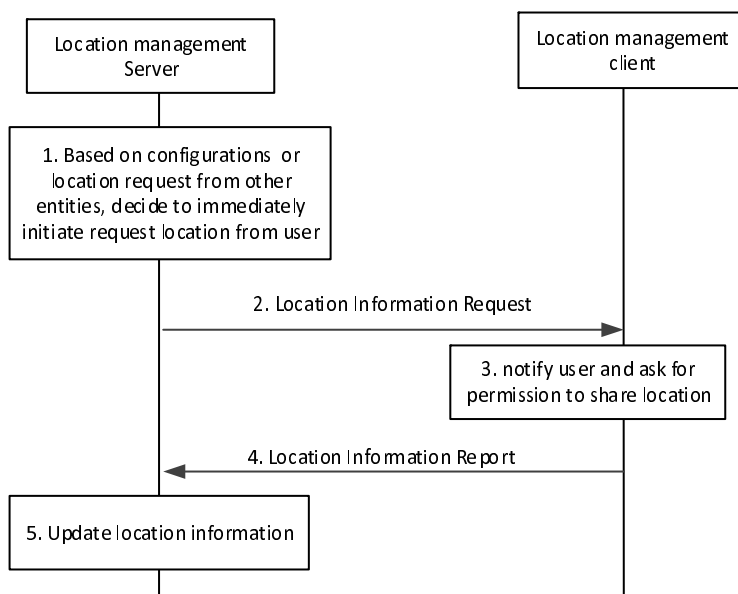 Location management
Server
Location management
client
1. Based on configurations or
location request from other
entities, decide to immediately
initiate request location from user
2. Location Information Request
3. notify user and ask for
permission to share location
4. Location Information Report
5. Update location information